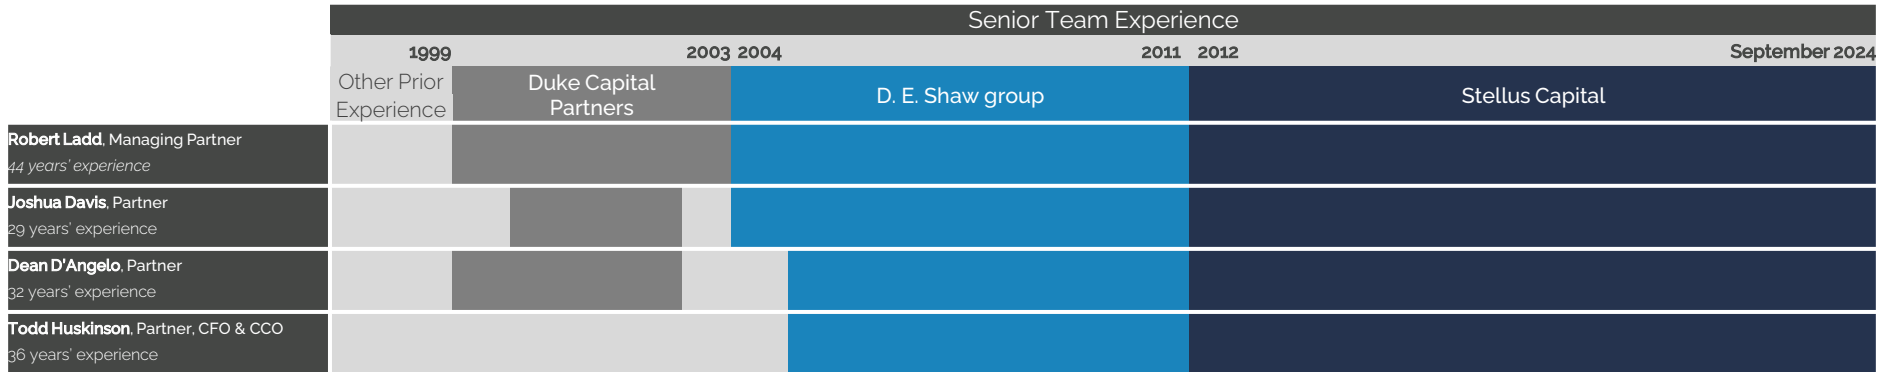 Senior Team Experience
1999 2003 2004 2011 2012 September 2024
Other Prior
Experience
Duke Capital
Partners
D. E. Shaw group
Stellus Capital
Robert Ladd, Managing Partner
44 years' experience
Joshua Davis, Partner
29 years' experience
Dean D'Angelo, Partner
32 years' experience
Todd Huskinson, Partner, CFO & CCO
36 years' experience